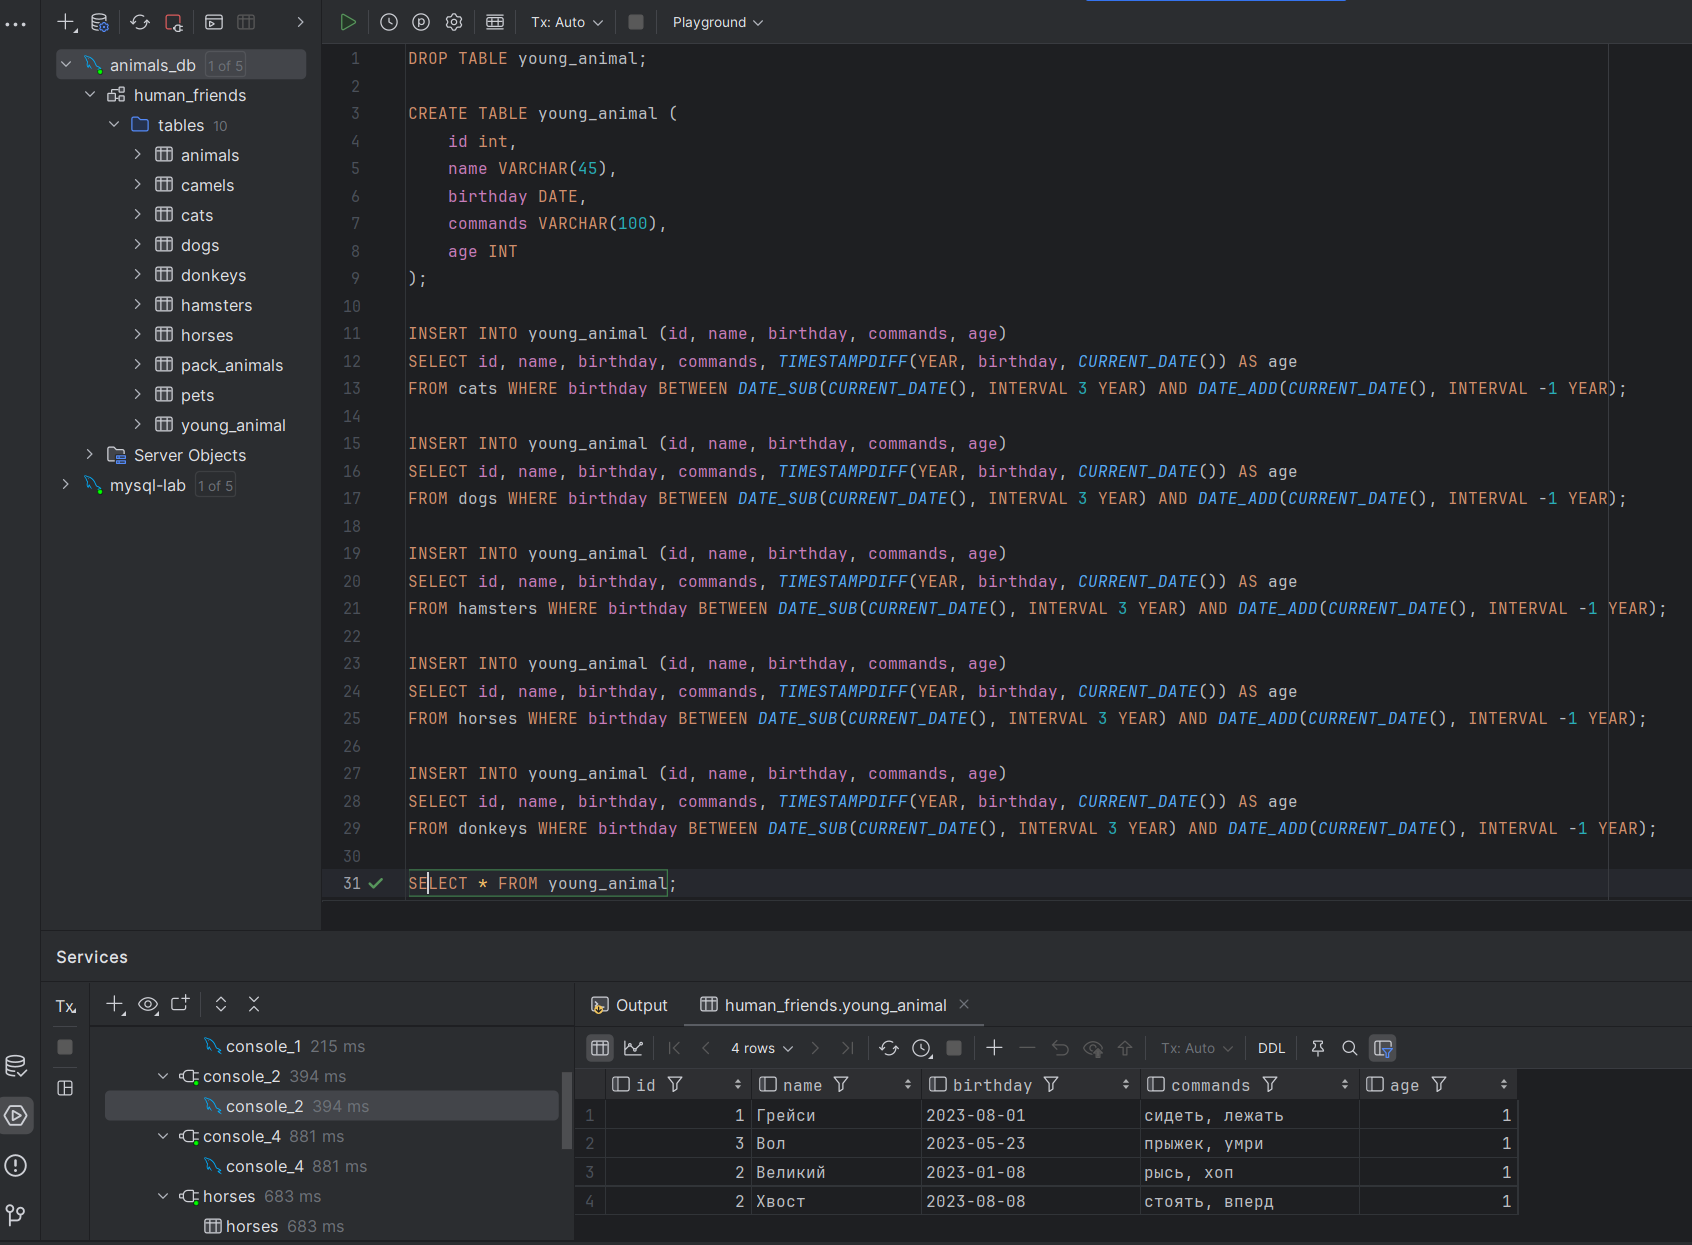 Tx: Auto
Playground
animals_db 1 of 5
human_friends
tables 10
animals
camels
cats
dogs
donkeys
hamsters
horses
pack_animals
pets
young_animal
Server Objects
mysql-lab 1 of 5
1 DROP TABLE young_animal;
2
3 CREATE TABLE young_animal (
4 id int,
5 name VARCHAR(45),
6 birthday DATE,
7 commands VARCHAR(100),
8 age INT
9 );
10
11 INSERT INTO young_animal (id, name, birthday, commands, age)
12 SELECT id, name, birthday, commands, TIMESTAMPDIFF(YEAR, birthday, CURRENT_DATE()) AS age
13 FROM cats WHERE birthday BETWEEN DATE_SUB(CURRENT_DATE(), INTERVAL 3 YEAR) AND DATE_ADD(CURRENT_DATE(), INTERVAL -1 YEAR);
14
15 INSERT INTO young_animal (id, name, birthday, commands, age)
16 SELECT id, name, birthday, commands, TIMESTAMPDIFF(YEAR, birthday, CURRENT_DATE()) AS age
17 FROM dogs WHERE birthday BETWEEN DATE_SUB(CURRENT_DATE(), INTERVAL 3 YEAR) AND DATE_ADD(CURRENT_DATE(), INTERVAL -1 YEAR);
18
19 INSERT INTO young_animal (id, name, birthday, commands, age)
20 SELECT id, name, birthday, commands, TIMESTAMPDIFF(YEAR, birthday, CURRENT_DATE()) AS age
21 FROM hamsters WHERE birthday BETWEEN DATE_SUB(CURRENT_DATE(), INTERVAL 3 YEAR) AND DATE_ADD(CURRENT_DATE(), INTERVAL -1 YEAR);
22
23 INSERT INTO young_animal (id, name, birthday, commands, age)
24 SELECT id, name, birthday, commands, TIMESTAMPDIFF(YEAR, birthday, CURRENT_DATE()) AS age
25 FROM horses WHERE birthday BETWEEN DATE_SUB(CURRENT_DATE(), INTERVAL 3 YEAR) AND DATE_ADD(CURRENT_DATE(), INTERVAL -1 YEAR);
26
27 INSERT INTO young_animal (id, name, birthday, commands, age)
28 SELECT id, name, birthday, commands, TIMESTAMPDIFF(YEAR, birthday, CURRENT_DATE()) AS age
29 FROM donkeys WHERE birthday BETWEEN DATE_SUB(CURRENT_DATE(), INTERVAL 3 YEAR) AND DATE_ADD(CURRENT_DATE(), INTERVAL -1 YEAR);
30
31 SELECT * FROM young_animal;
Services
Tx
console_1 215 ms
console_2 394 ms
console_2 394 ms
console_4 881 ms
console_4 881 ms
horses 683 ms
horses 683 ms
Output
human_friends.young_animal
4 rows
Tx: Auto
DDL
id name birthday commands age
1 1 Грейси 2023-08-01 сидеть, лежать 1
2 3 Вол 2023-05-23 прыжек, умри 1
3 2 Великий 2023-01-08 рысь, хоп 1
4 2 Хвост 2023-08-08 стоять, вперд 1